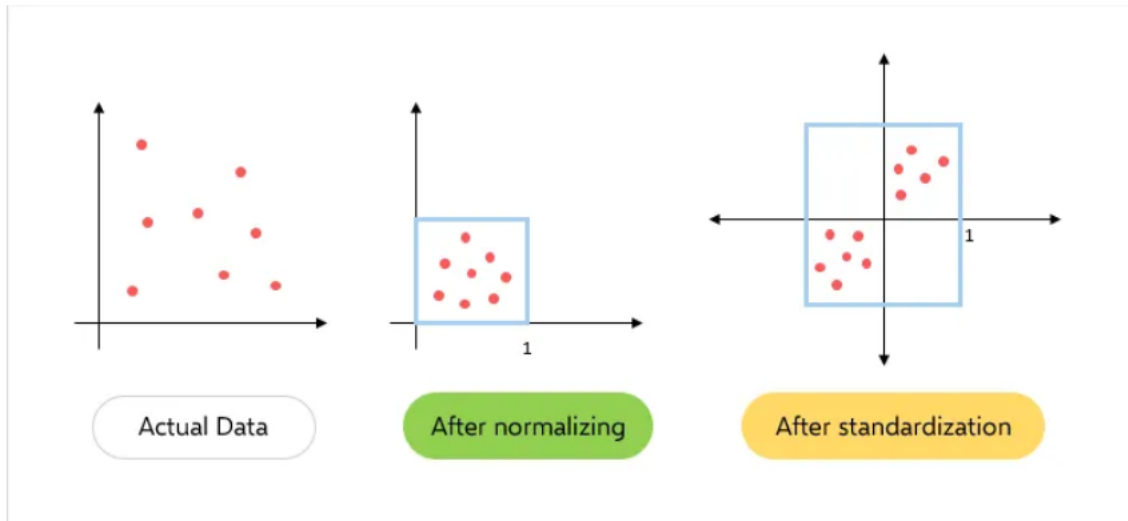 1
1
Actual Data
After normalizing
After standardization